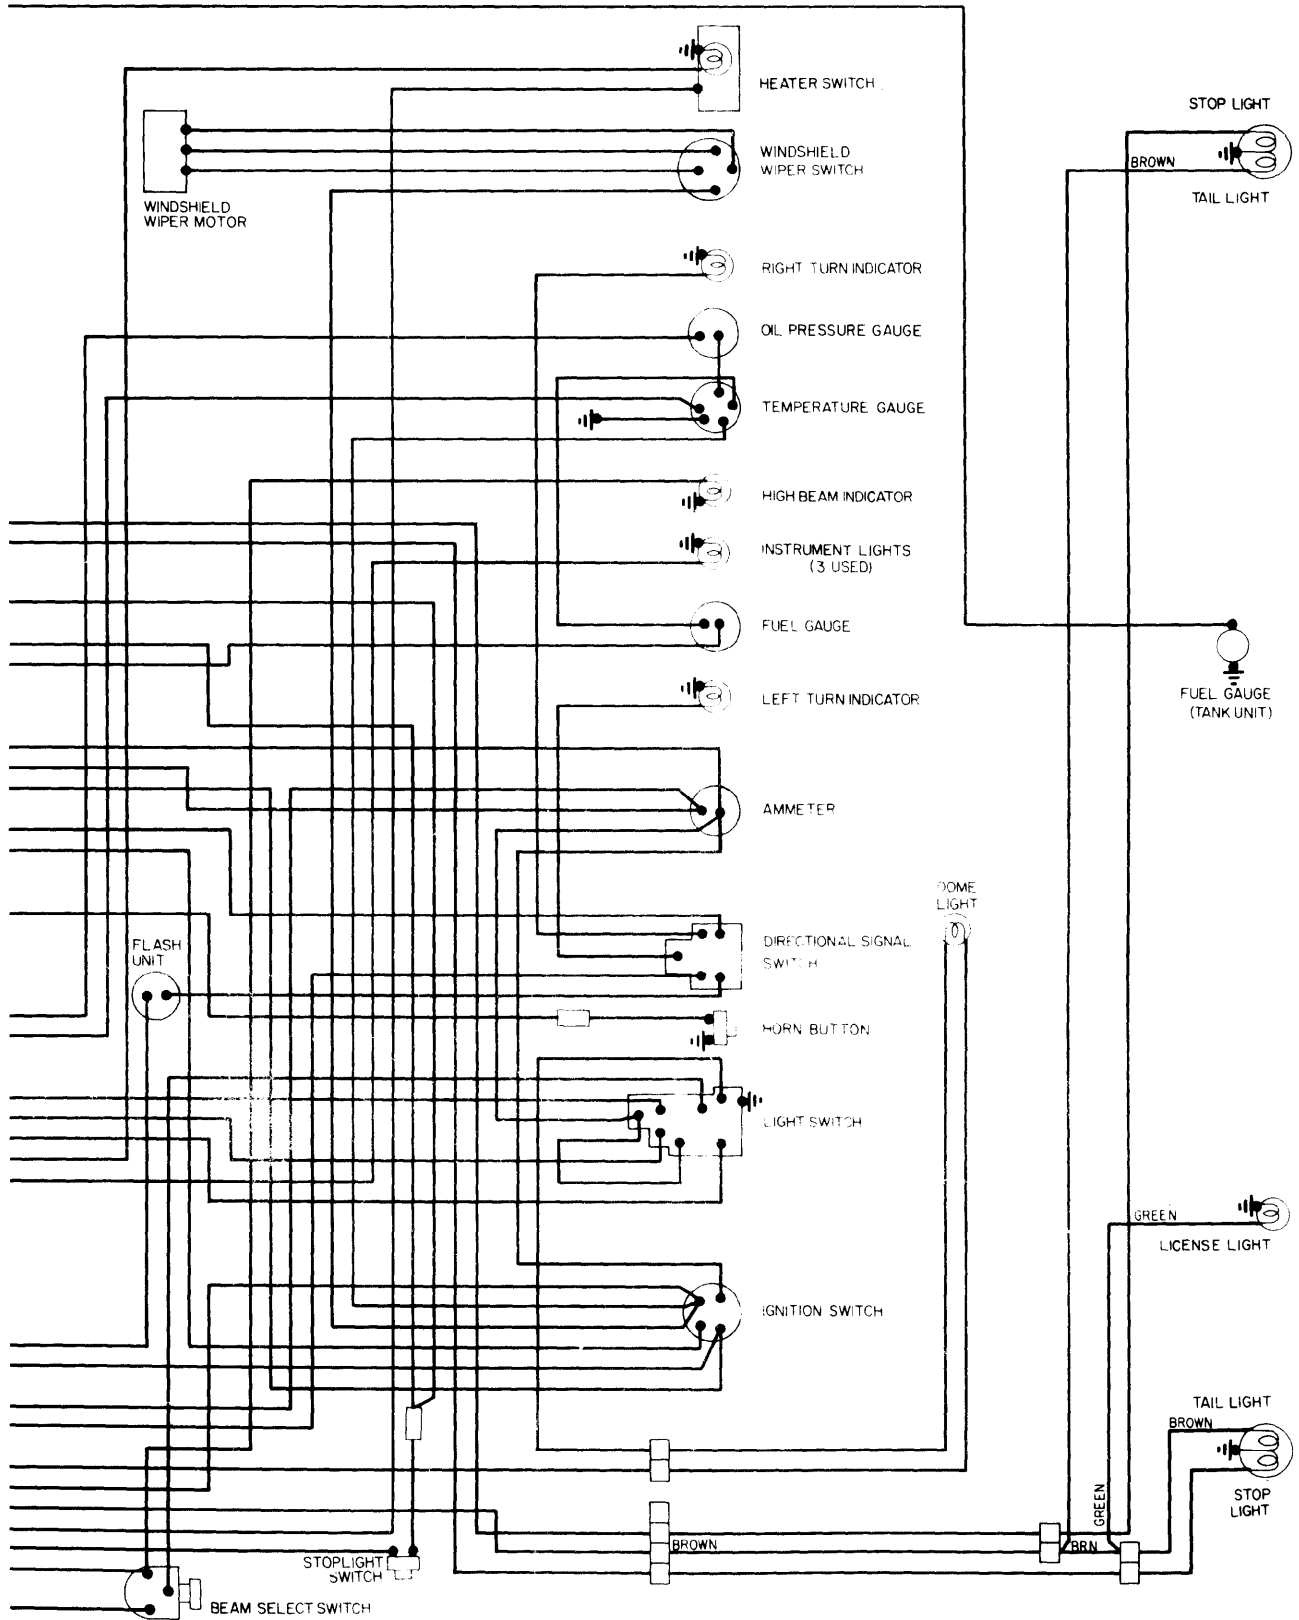 HEATER SWITCH
STOP LIGHT
WINDSHIELD
WIPER SWITCH
BROWN
TAIL LIGHT
WINDSHIELD
WIPER MOTOR
RIGHT TURN INDICATOR
OIL PRESSURE GAUGE
TEMPERATURE GAUGE
HIGH BEAM INDICATOR
INSTRUMENT LIGHTS
(3 USED)
FUEL GAUGE
FUEL GAUGE
(TANK UNIT)
LEFT TURN INDICATOR
AMMETER
DOME
LIGHT
FLASH
UNIT
DIRECTIONAL SIGNAL
SWITCH
HORN BUTTON
LIGHT SWITCH
GREEN
LICENSE LIGHT
IGNITION SWITCH
TAIL LIGHT
BROWN
STOP
LIGHT
GREEN
BROWN
BRN
STOPLIGHT
SWITCH
BEAM SELECT SWITCH